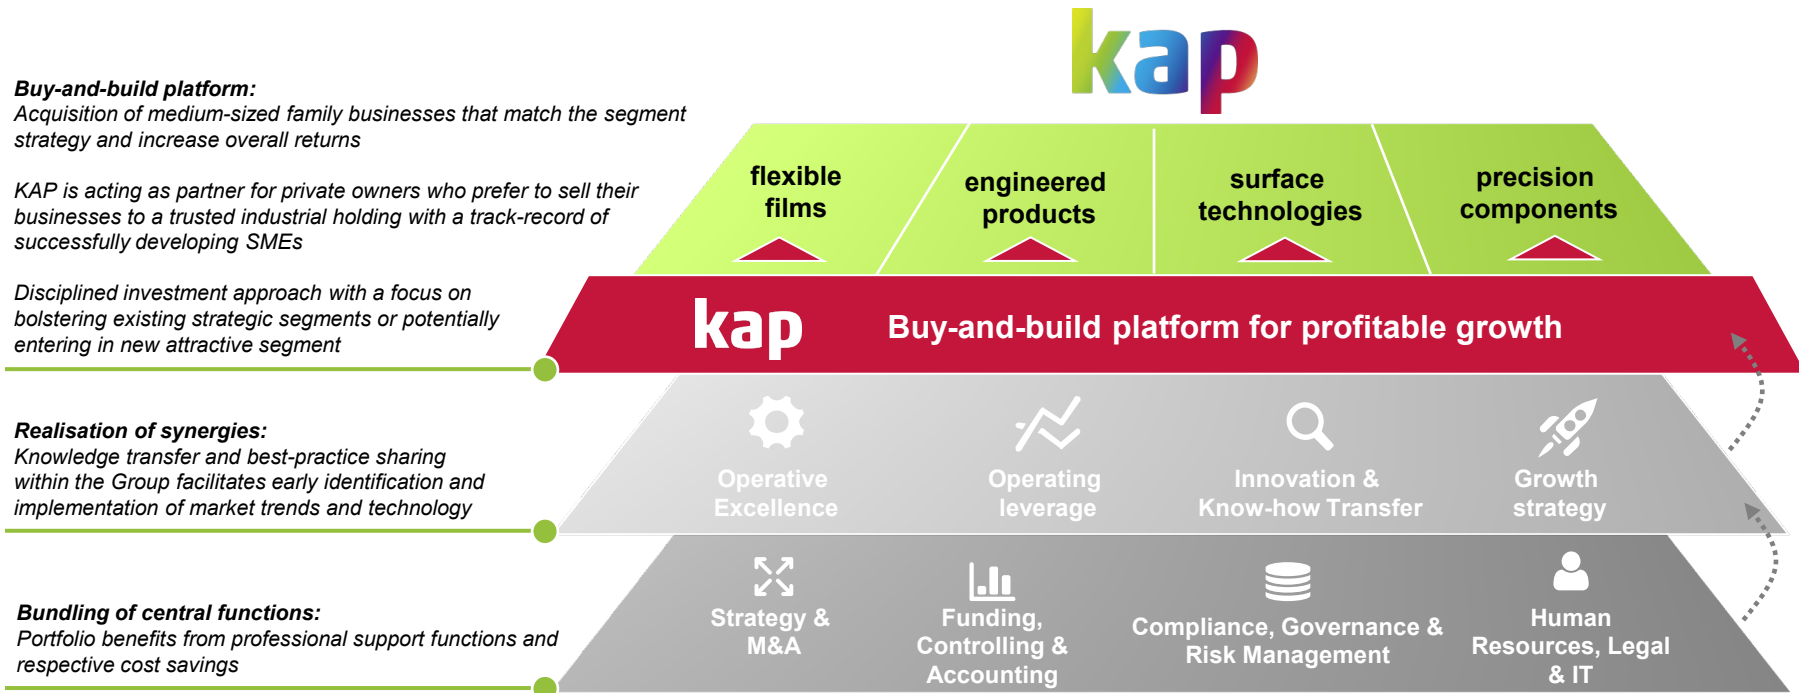 kap
Buy-and-build platform:
Acquisition of medium-sized family businesses that match the segment
strategy and increase overall returns
KAP is acting as partner for private owners who prefer to sell their
businesses to a trusted industrial holding with a track-record of
successfully developing SMEs
Disciplined investment approach with a focus on
bolstering existing strategic segments or potentially
entering in new attractive segment
flexible
films
engineered
products
surface
technologies
precision
components
kap
Buy-and-build platform for profitable growth
Realisation of synergies:
Knowledge transfer and best-practice sharing
within the Group facilitates early identification and
implementation of market trends and technology
Operative
Excellence
Operating
leverage
Innovation &
Know-how Transfer
Growth
strategy
Bundling of central functions:
Portfolio benefits from professional support functions and
respective cost savings
Strategy &
M&A
Funding,
Controlling &
Accounting
Compliance, Governance &
Risk Management
Human
Resources, Legal
& IT